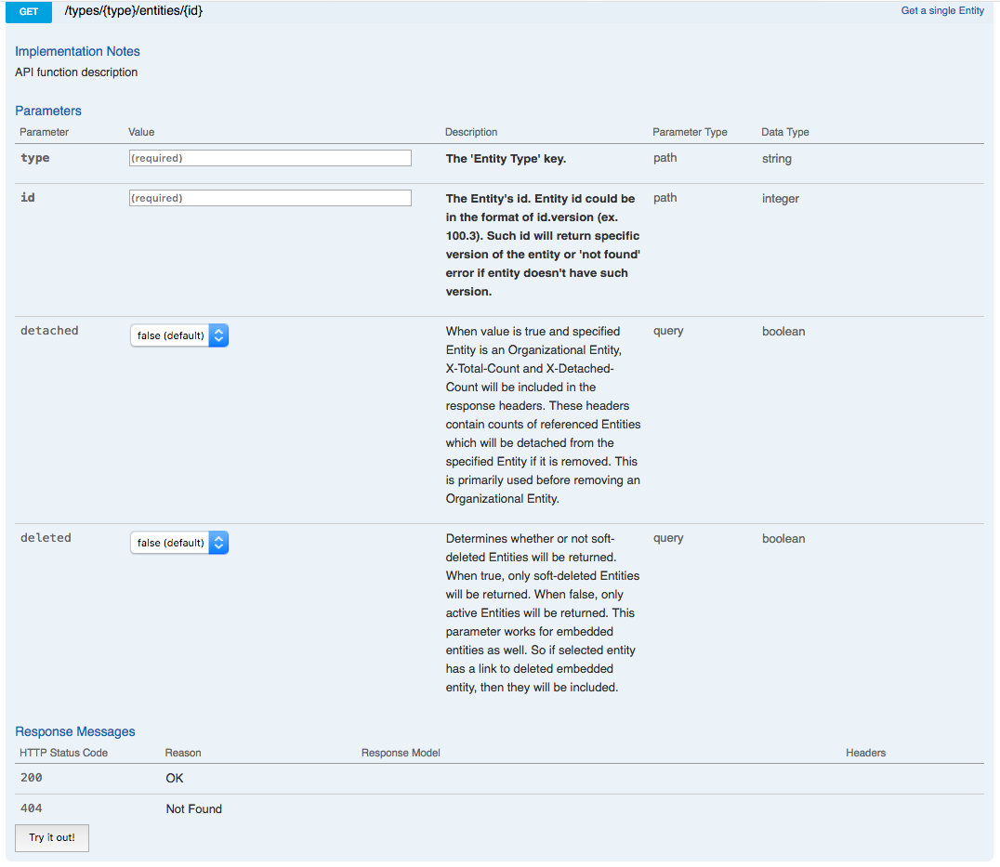 GET /types/{type}/entities/{id} Get a single Entity
Implementation Notes
API function description
Parameters
Parameter Value Description Parameter Type Data Type
type (required) The 'Entity Type' key. path string
id (required) The Entity's id. Entity id could be path integer
in the format of id.version (ex.
100.3). Such id will return specific
version of the entity or 'not found'
error if entity doesn't have such
version.
detached false (default) When value is true and specified query boolean
Entity is an Organizational Entity,
X-Total-Count and X-Detached-
Count will be included in the
response headers. These headers
contain counts of referenced Entities
which will be detached from the
specified Entity if it is removed. This
is primarily used before removing an
Organizational Entity.
deleted false (default) Determines whether or not soft- query boolean
deleted Entities will be returned.
When true, only soft-deleted Entities
will be returned. When false, only
active Entities will be returned. This
parameter works for embedded
entities as well. So if selected entity
has a link to deleted embedded
entity, then they will be included.
Response Messages
HTTP Status Code Reason Response Model Headers
200 OK
404 Not Found
Try it out!